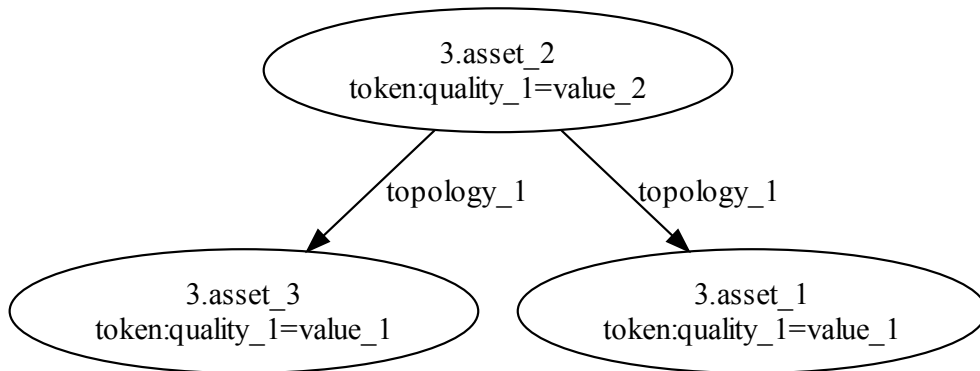 3.asset_2
token:quality_1=value_2
topology_1
topology_1
3.asset_3
token:quality_1=value_1
3.asset_1
token:quality_1=value_1